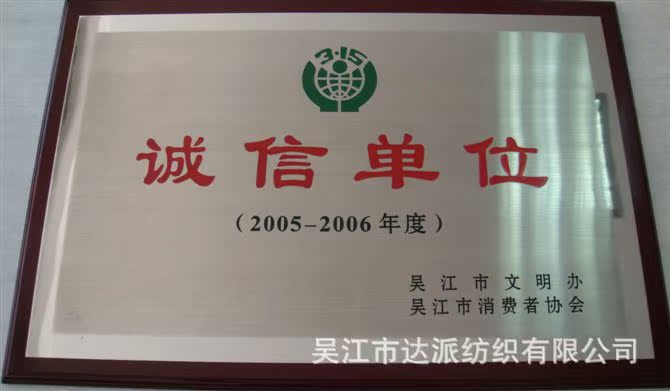 3·15
诚信单位
（2005-2006年度）
吴江市文明办
吴江市消费者协会
吴江市达派纺织有限公司